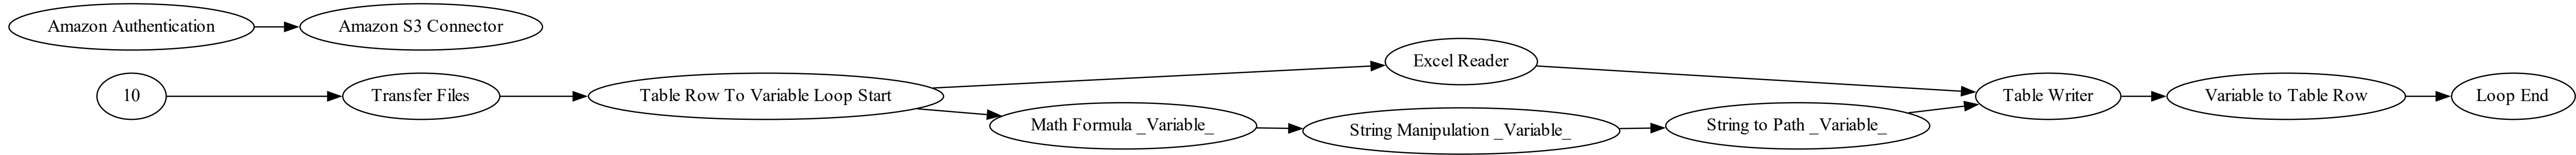 Amazon Authentication
Amazon S3 Connector
10
Transfer Files
Table Row To Variable Loop Start
Excel Reader
Math Formula _Variable_
String Manipulation _Variable_
String to Path _Variable_
Table Writer
Variable to Table Row
Loop End